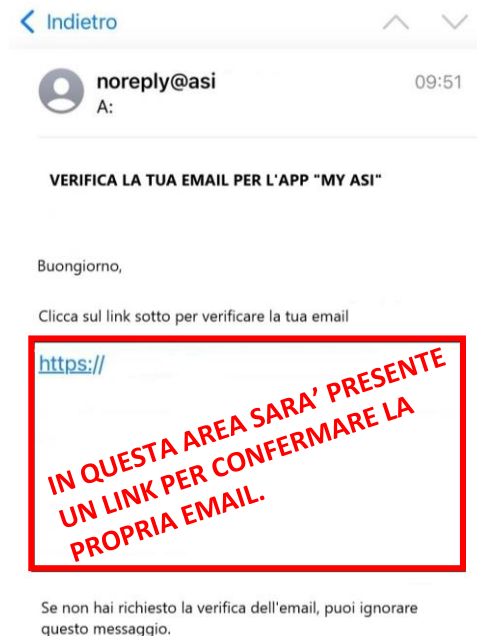 Indietro
noreply@asi
09:51
A:
VERIFICA LA TUA EMAIL PER L'APP "MY ASI"
Buongiorno,
Clicca sul link sotto per verificare la tua email
https://
IN QUESTA AREA SARA' PRESENTE
UN LINK PER CONFERMARE LA
PROPRIA EMAIL.
Se non hai richiesto la verifica dell'email, puoi ignorare
questo messaggio.